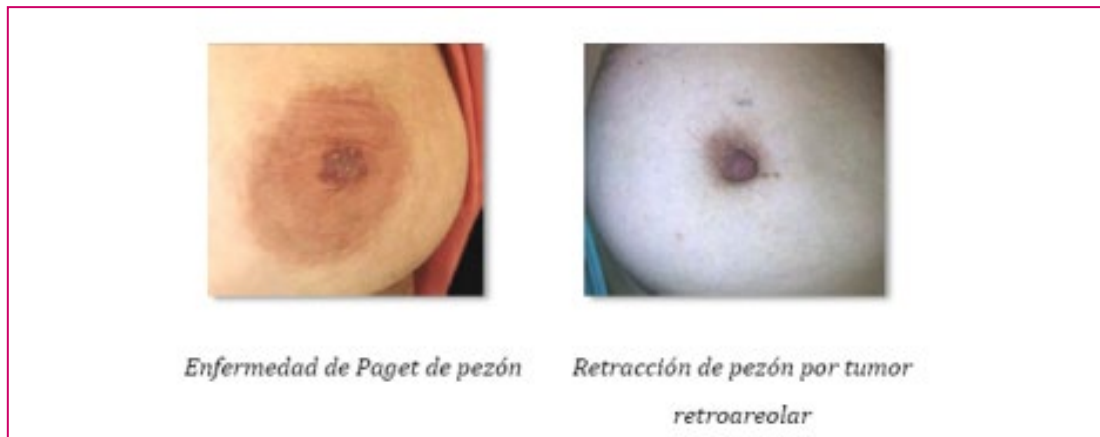 Enfermedad de Paget de pezón
Retracción de pezón por tumor
retroareolar